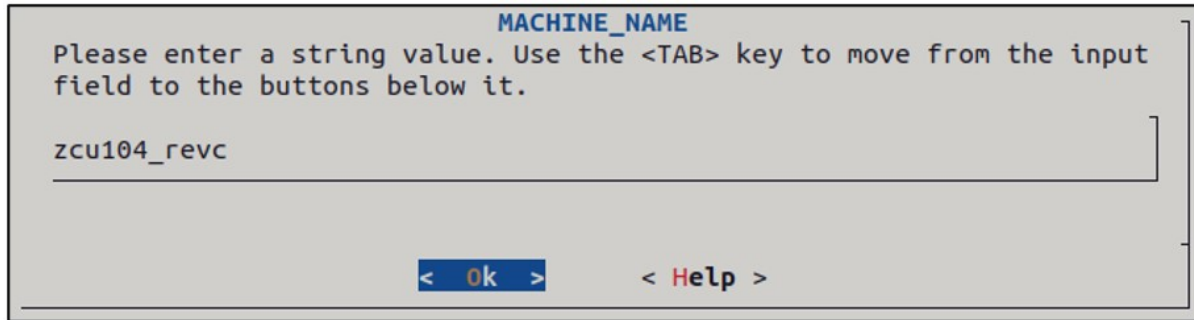 MACHINE_NAME
Please enter a string value. Use the <TAB> key to move from the input
field to the buttons below it.
zcu104_revc
< Ok > < Help >